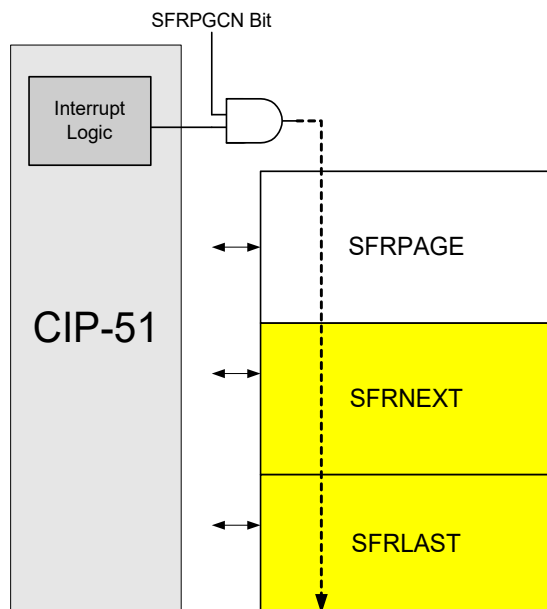 SFRPGCN Bit
Interrupt
Logic
SFRPAGE
CIP-51
SFRNEXT
SFRLAST